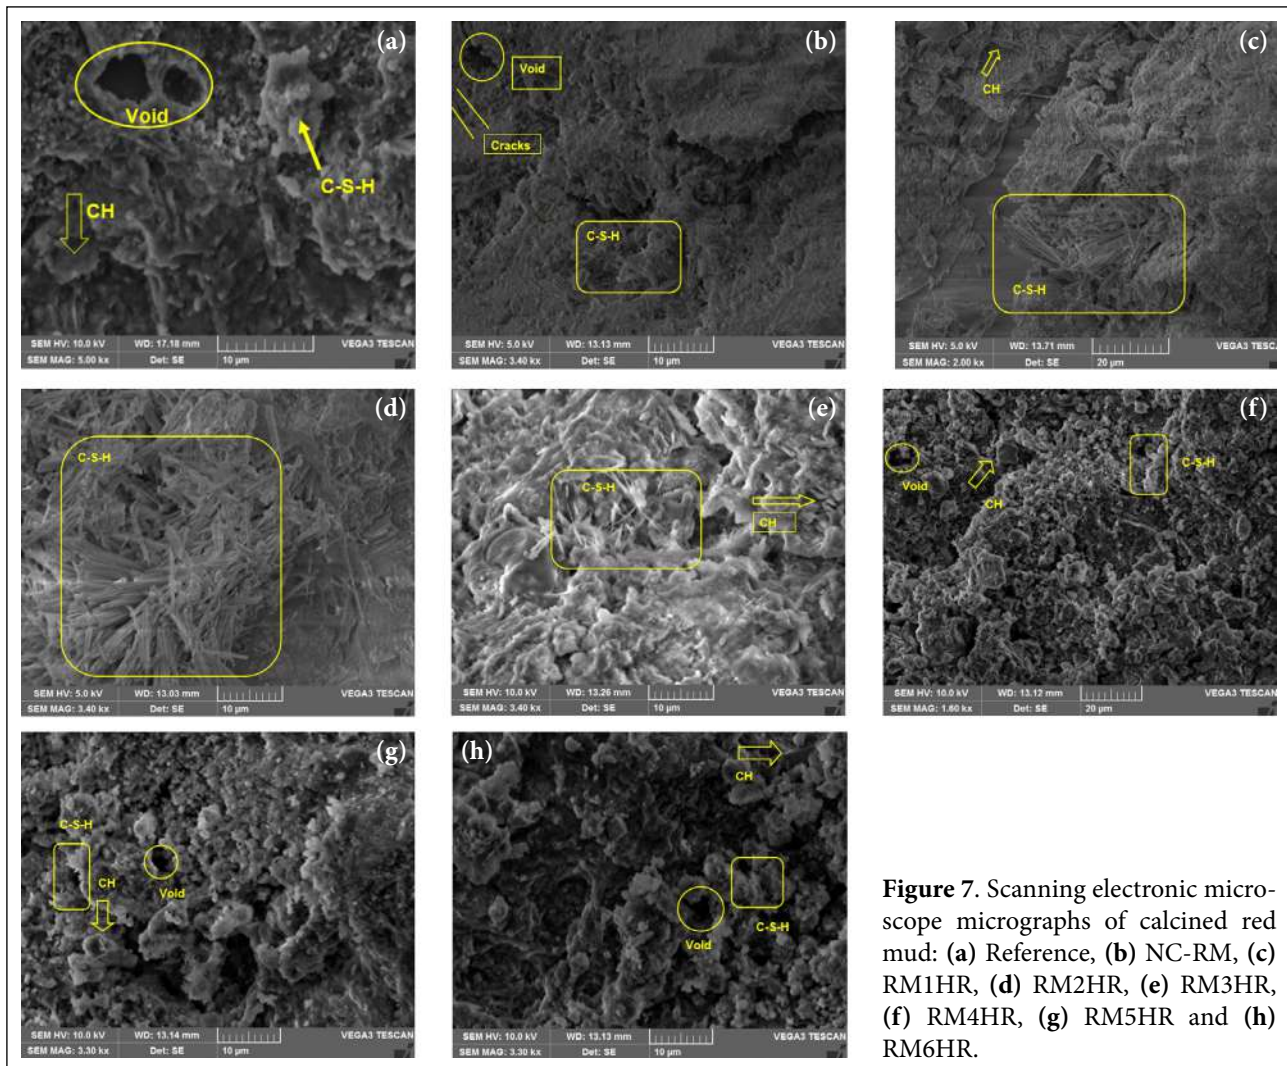 (a)
Void
C-S-H
CH
SEM HV: 10.0 kV WD: 17.18 mm VEGA3 TESCAN
SEM MAG: 5.00 kx Det: SE 10 µm
(b)
Void
Cracks
C-S-H
SEM HV: 5.0 kV WD: 13.13 mm VEGA3 TESCAN
SEM MAG: 3.40 kx Det: SE 10 µm
(c)
CH
C-S-H
SEM HV: 5.0 kV WD: 13.71 mm VEGA3 TESCAN
SEM MAG: 2.00 kx Det: SE 20 µm
(d)
C-S-H
SEM HV: 5.0 kV WD: 13.03 mm VEGA3 TESCAN
SEM MAG: 3.40 kx Det: SE 10 µm
(e)
C-S-H
CH
SEM HV: 10.0 kV WD: 13.26 mm VEGA3 TESCAN
SEM MAG: 3.40 kx Det: SE 10 µm
(f)
Void
CH
C-S-H
SEM HV: 10.0 kV WD: 13.12 mm VEGA3 TESCAN
SEM MAG: 1.60 kx Det: SE 20 µm
(g)
C-S-H
CH
Void
SEM HV: 10.0 kV WD: 13.14 mm VEGA3 TESCAN
SEM MAG: 3.30 kx Det: SE 10 µm
(h)
CH
Void
C-S-H
SEM HV: 10.0 kV WD: 13.13 mm VEGA3 TESCAN
SEM MAG: 3.30 kx Det: SE 10 µm
Figure 7. Scanning electronic micro-
scope micrographs of calcined red
mud: (a) Reference, (b) NC-RM, (c)
RM1HR, (d) RM2HR, (e) RM3HR,
(f) RM4HR, (g) RM5HR and (h)
RM6HR.